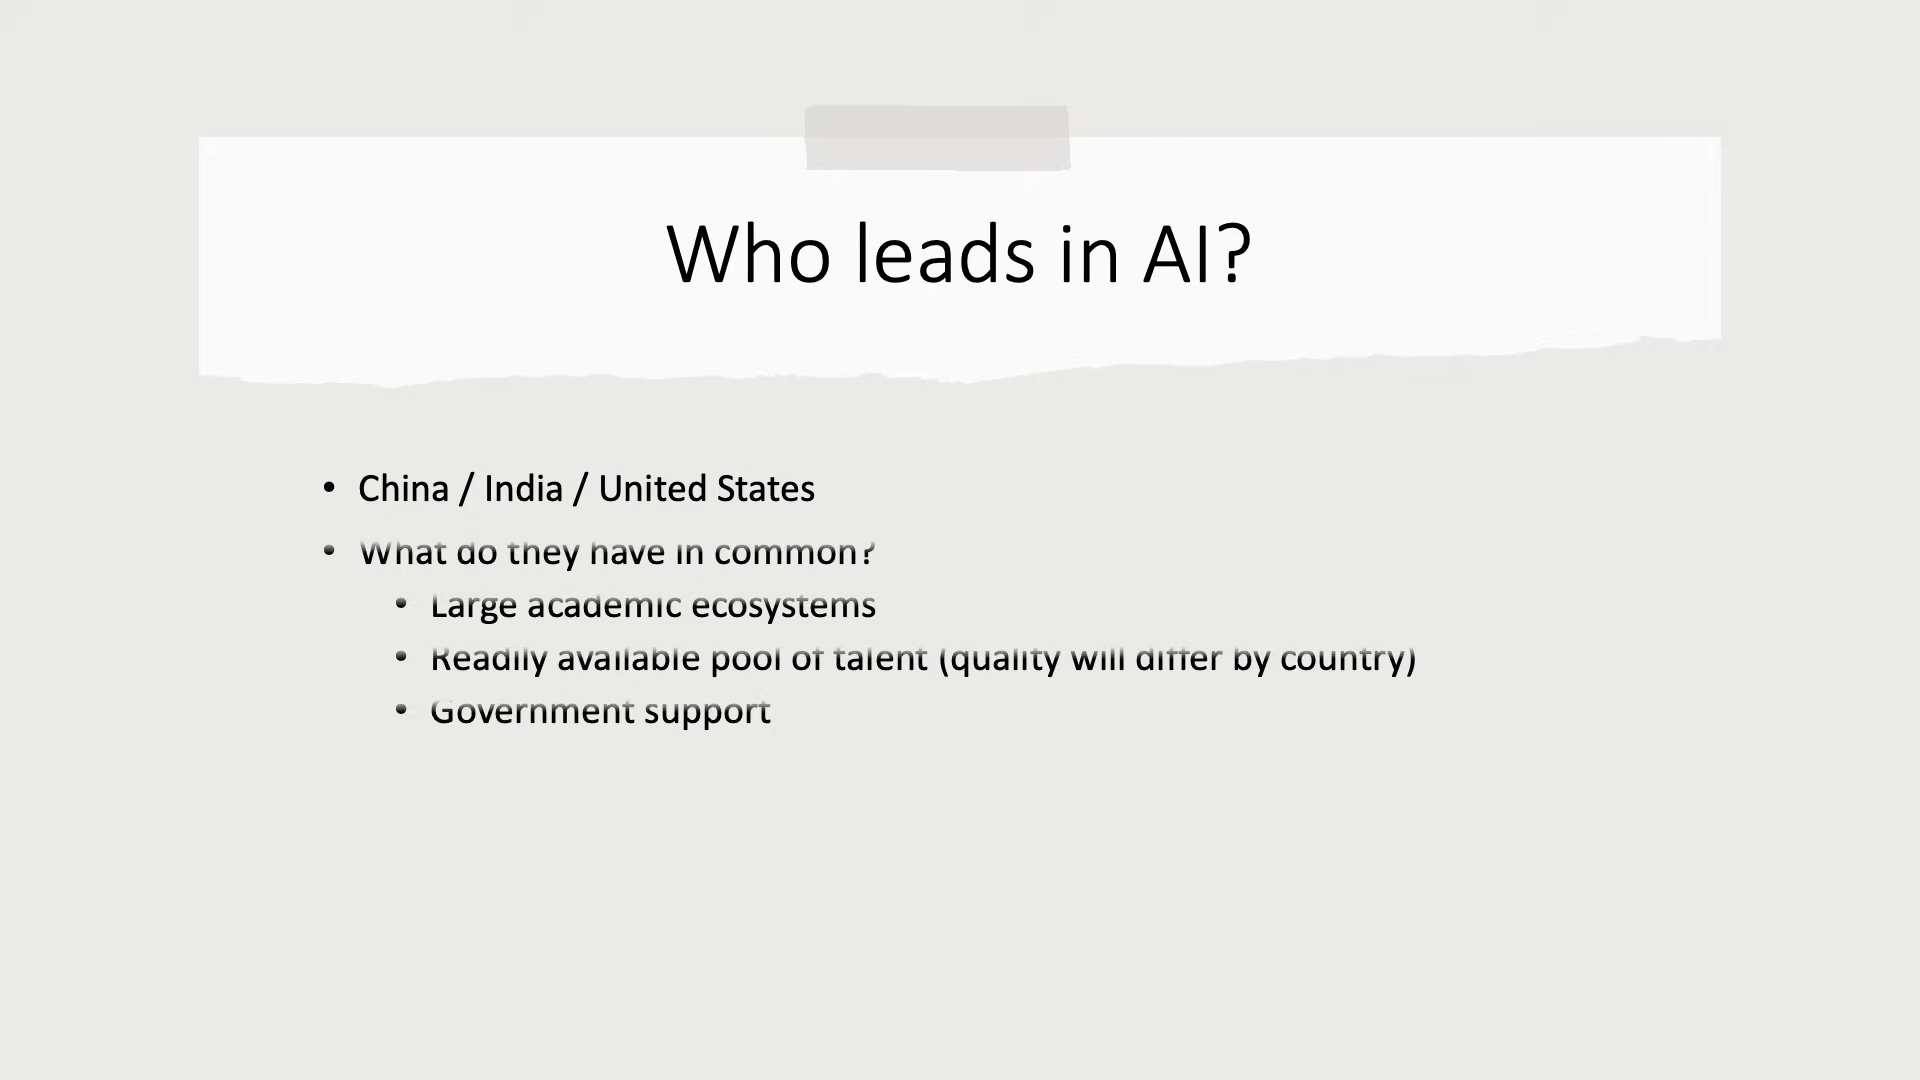 Who leads in AI?
• China / India / United States
• What do they have in common?
• Large academic ecosystems
• Readily available pool of talent (quality will differ by country)
• Government support